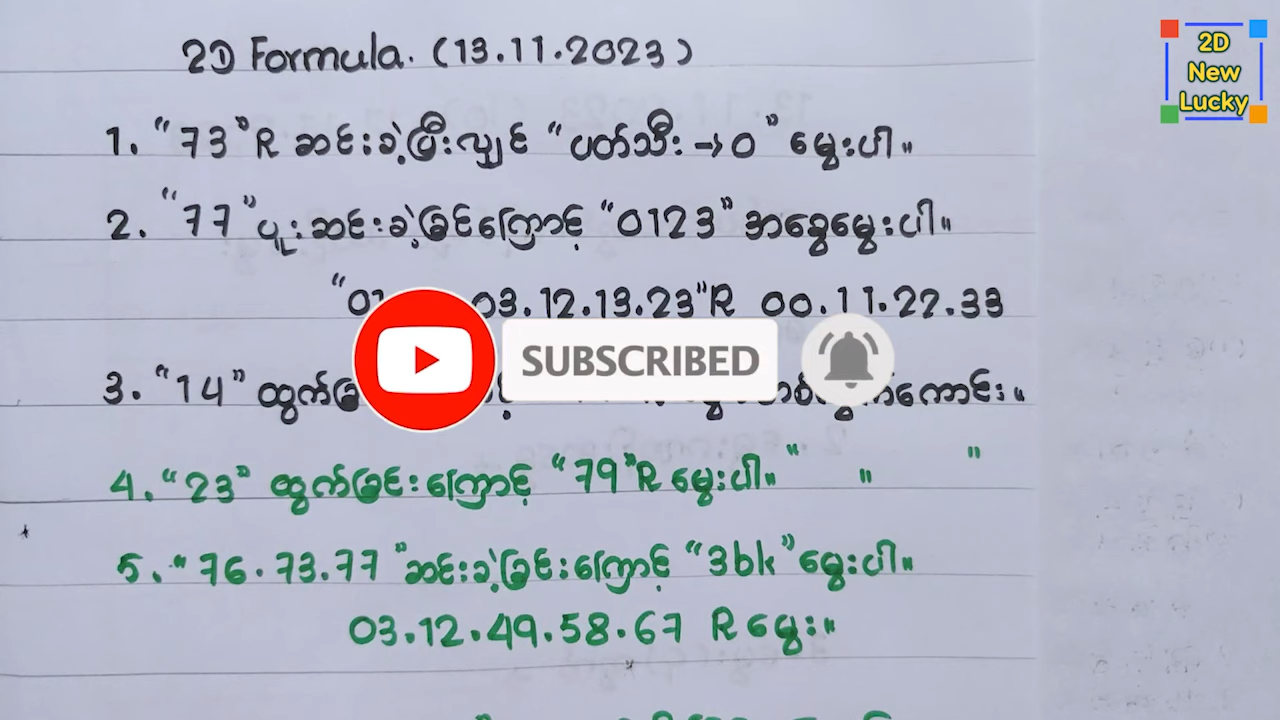 2D Formula. (13.11.2023)
2D
New
Lucky
1. "73"R ဆင်းခဲ့ပြီးလျှင် "ပတ်သီး → 0" မွေးပါ။
2. "77" ပူးဆင်းခဲ့ခြင်ကြောင့် "0123" အခွေမွေးပါ။
03.12.13.23"R 00.11.22.33
SUBSCRIBED
3. "14" ထွက်
4. "23" ထွက်ခြင်းကြောင့် "79"R မွေးပါ။ " " "
5. "76.73.77" ဆင်းခဲ့ခြင်းကြောင့် "3bk" မွေးပါ။
03.12.49.58.67 R မွေး။